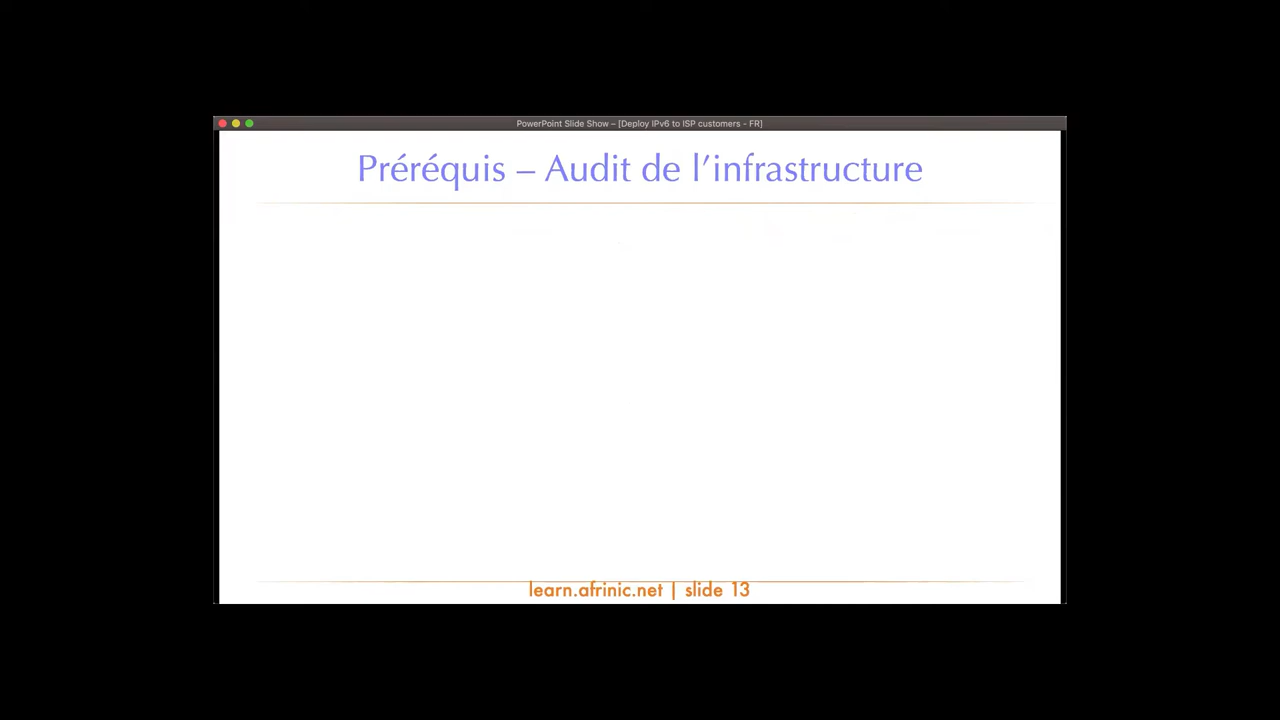 PowerPoint Slide Show – [Deploy IPv6 to ISP customers - FR]
Préréquis – Audit de l’infrastructure
learn.afrinic.net | slide 13